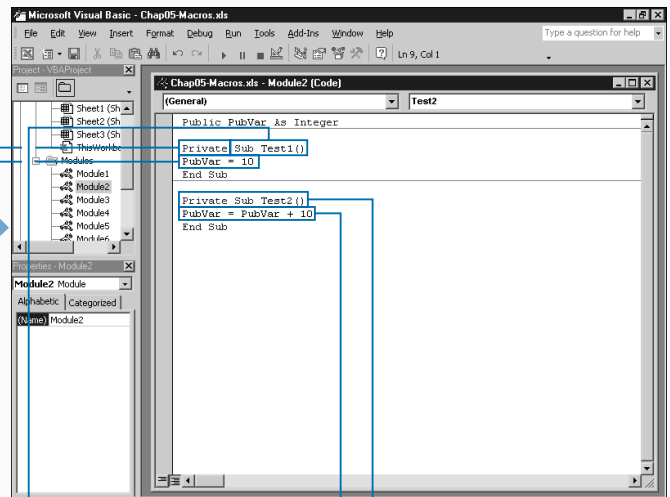 Microsoft Visual Basic - Chap05-Macros.xls
File Edit View Insert Format Debug Run Tools Add-Ins Window Help
Type a question for help
Ln 9, Col 1
Project - VBAProject
Sheet1 (Sh
Sheet2 (Sh
Sheet3 (Sh
ThisWorkbo
Modules
Module1
Module2
Module3
Module4
Module5
Module6
Properties - Module2
Module2 Module
Alphabetic Categorized
(Name) Module2
Chap05-Macros.xls - Module2 (Code)
(General) Test2
Public PubVar As Integer
Private Sub Test1()
PubVar = 10
End Sub
Private Sub Test2()
PubVar = PubVar + 10
End Sub